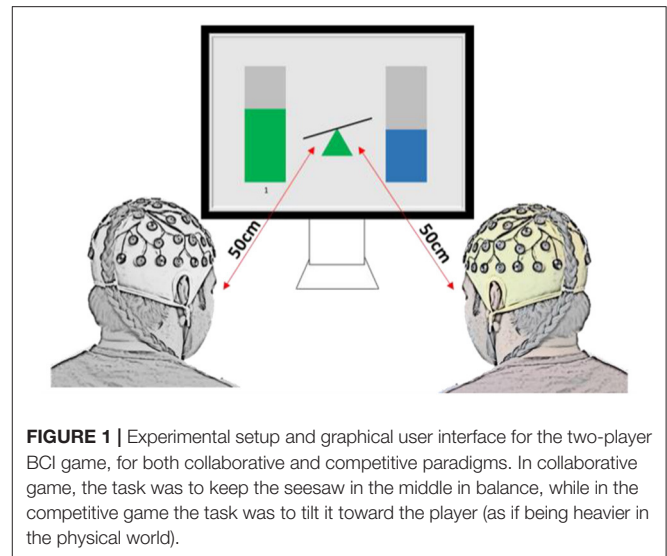 1
50cm
50cm
FIGURE 1 | Experimental setup and graphical user interface for the two-player
BCI game, for both collaborative and competitive paradigms. In collaborative
game, the task was to keep the seesaw in the middle in balance, while in the
competitive game the task was to tilt it toward the player (as if being heavier in
the physical world).